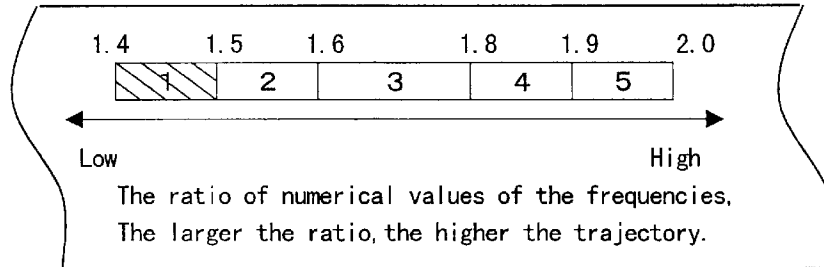 1.4 1.5 1.6 1.8 1.9 2.0
1 2 3 4 5
Low High
The ratio of numerical values of the frequencies,
The larger the ratio, the higher the trajectory.